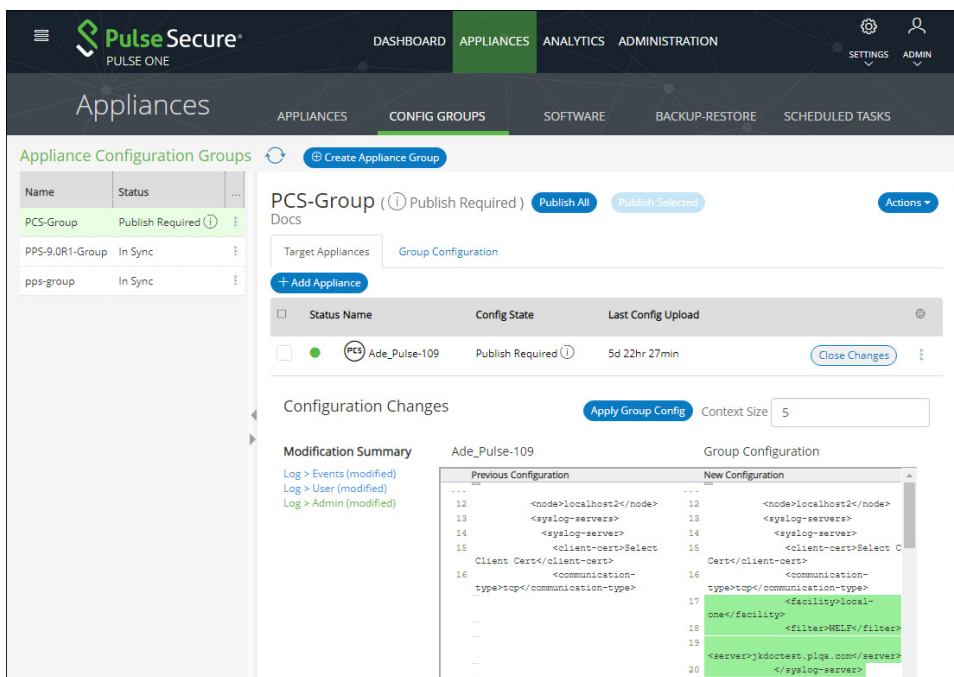 Pulse Secure®
PULSE ONE
DASHBOARD APPLIANCES ANALYTICS ADMINISTRATION
SETTINGS ADMIN
Appliances
APPLIANCES CONFIG GROUPS SOFTWARE BACKUP-RESTORE SCHEDULED TASKS
Appliance Configuration Groups
Create Appliance Group
Name Status ...
PCS-Group Publish Required
PPS-9.0R1-Group In Sync
pps-group In Sync
PCS-Group ( Publish Required ) Publish All Publish Selected Actions
Docs
Target Appliances Group Configuration
+ Add Appliance
Status Name Config State Last Config Upload
PCS Ade_Pulse-109 Publish Required 5d 22hr 27min Close Changes
Configuration Changes Apply Group Config Context Size 5
Modification Summary
Log > Events (modified)
Log > User (modified)
Log > Admin (modified)
Ade_Pulse-109
Previous Configuration
...
12 <node>localhost2</node>
13 <syslog-servers>
14 <syslog-server>
15 <client-cert>Select
Client Cert</client-cert>
16 <communication-
type>tcp</communication-type>
Group Configuration
New Configuration
...
12 <node>localhost2</node>
13 <syslog-servers>
14 <syslog-server>
15 <client-cert>Select C
Cert</client-cert>
16 <communication-
type>tcp</communication-type>
17 <facility>local-
one</facility>
18 <filter>WELF</filter>
19
<server>jkdoctest.plqa.com</server>
20 </syslog-server>